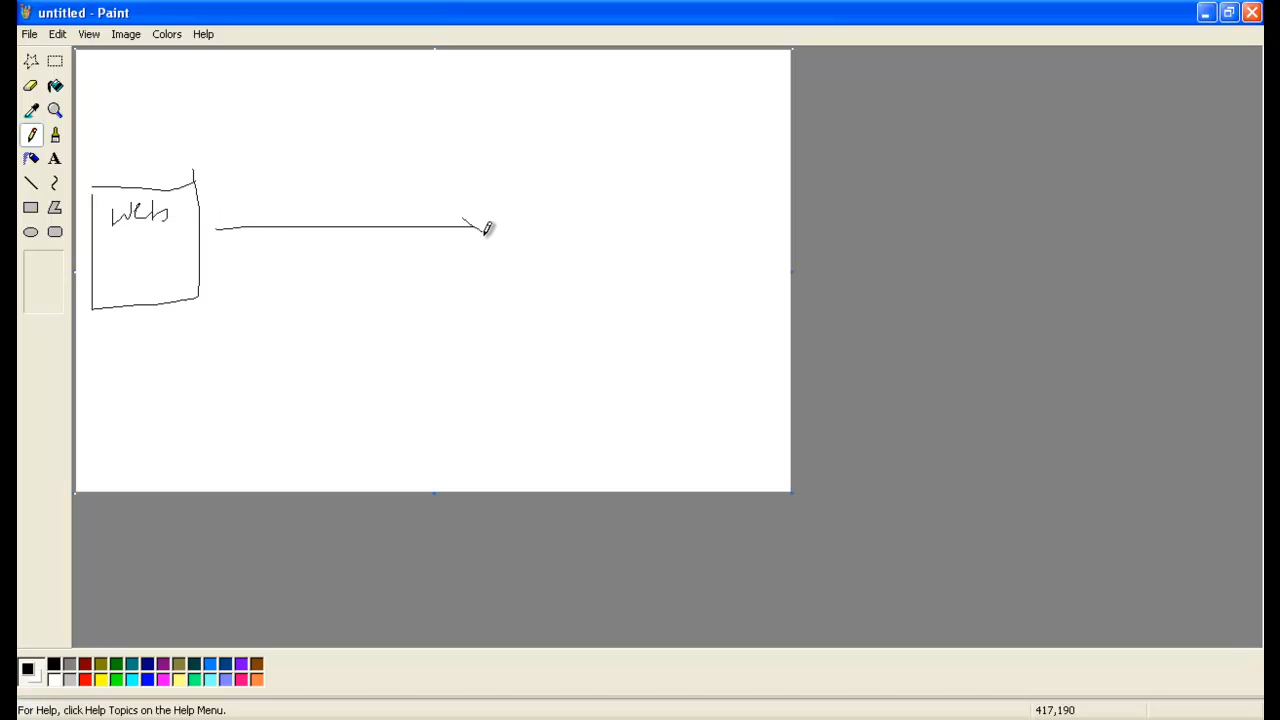 untitled - Paint
File Edit View Image Colors Help
Web
For Help, click Help Topics on the Help Menu.
417,190